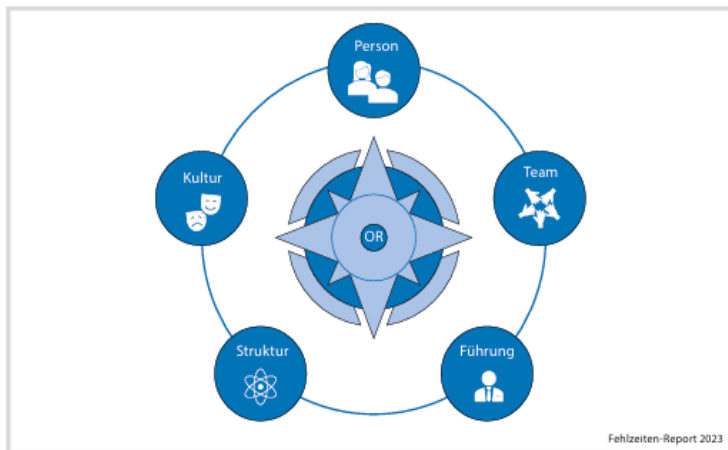 Person
Kultur
Team
OR
Struktur
Führung
Fehlzeiten-Report 2023